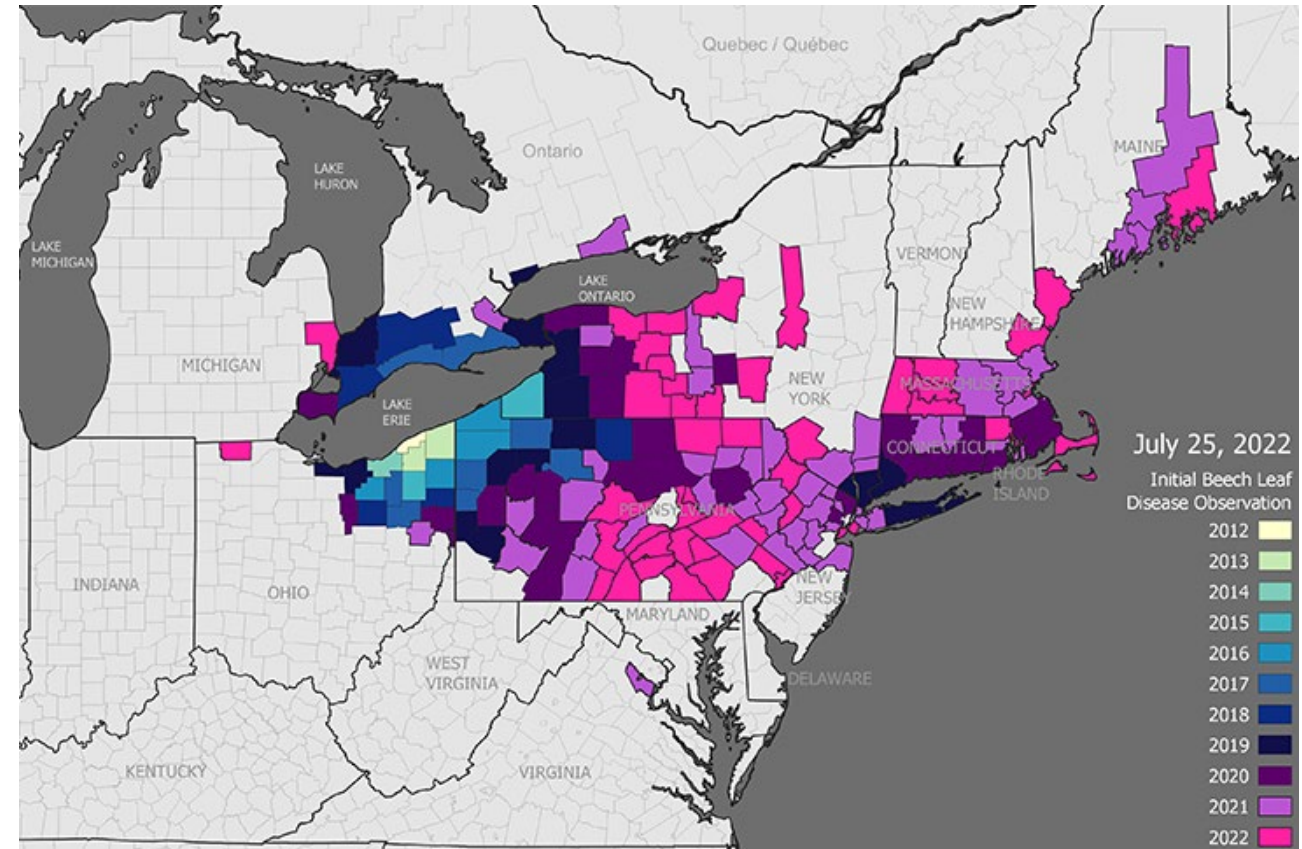 Quebec / Québec
Ontario
MAINE
LAKE
HURON
LAKE
MICHIGAN
VERMONT
LAKE
ONTARIO
NEW
HAMPSHIRE
MICHIGAN
NEW
YORK
MASSACHUSETTS
LAKE
ERIE
CONNECTICUT
RHODE
ISLAND
PENNSYLVANIA
INDIANA
OHIO
NEW
JERSEY
MARYLAND
WEST
VIRGINIA
DELAWARE
KENTUCKY
VIRGINIA
July 25, 2022
Initial Beech Leaf
Disease Observation
2012
2013
2014
2015
2016
2017
2018
2019
2020
2021
2022